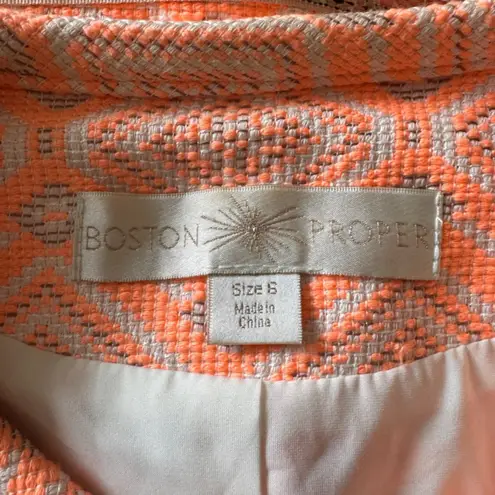 BOSTON PROPER
Size 6
Made in
China